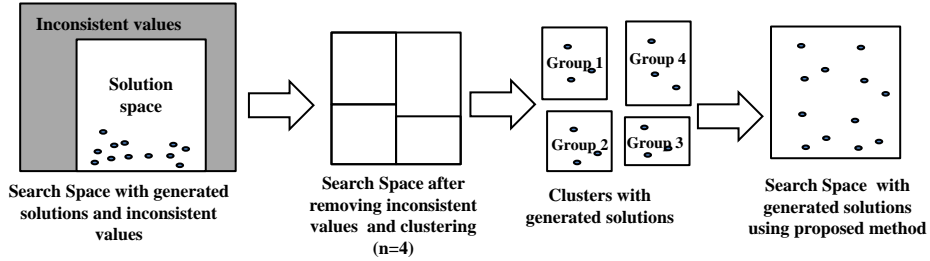 Inconsistent values
Solution
space
Search Space with generated
solutions and inconsistent
values
Search Space after
removing inconsistent
values and clustering
(n=4)
Group 1
Group 4
Group 2
Group 3
Clusters with
generated solutions
Search Space with
generated solutions
using proposed method